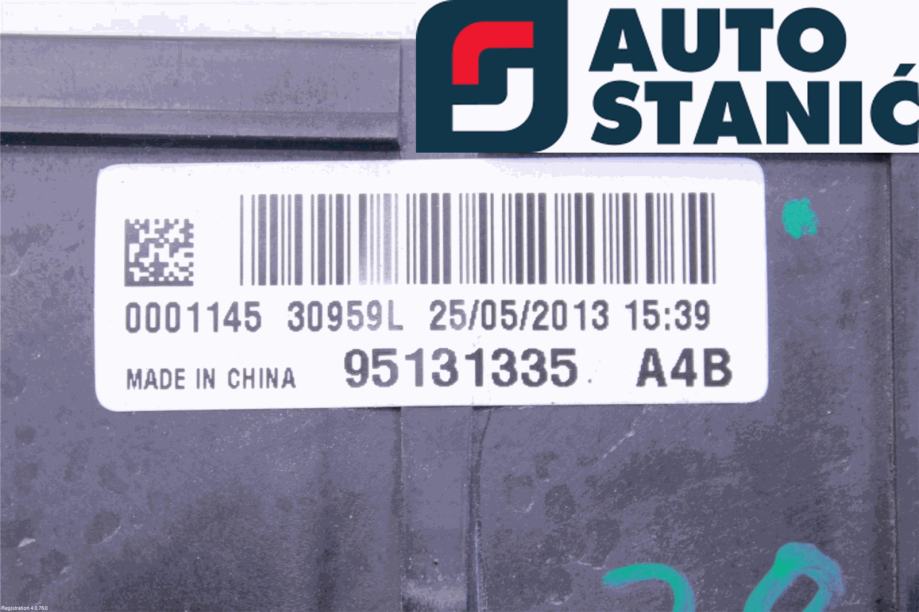 AUTO
STANIĆ
0001145 30959L 25/05/2013 15:39
MADE IN CHINA 95131335 A4B